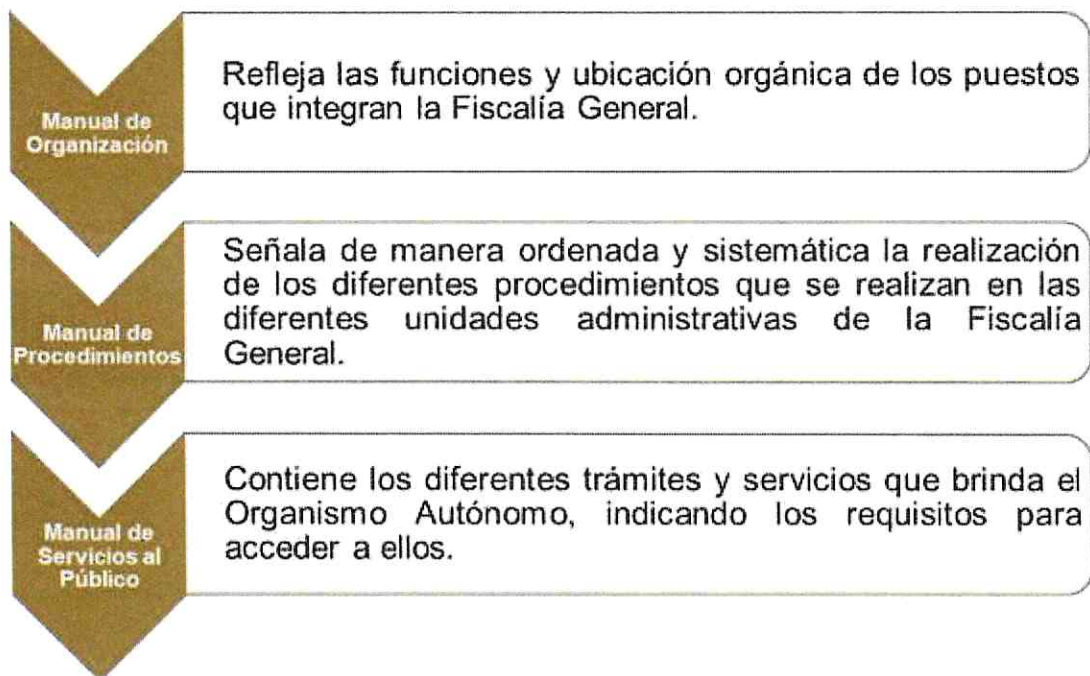 Manual de
Organización
Refleja las funciones y ubicación orgánica de los puestos
que integran la Fiscalía General.
Manual de
Procedimientos
Señala de manera ordenada y sistemática la realización
de los diferentes procedimientos que se realizan en las
diferentes unidades administrativas de la Fiscalía
General.
Manual de
Servicios al
Público
Contiene los diferentes trámites y servicios que brinda el
Organismo Autónomo, indicando los requisitos para
acceder a ellos.